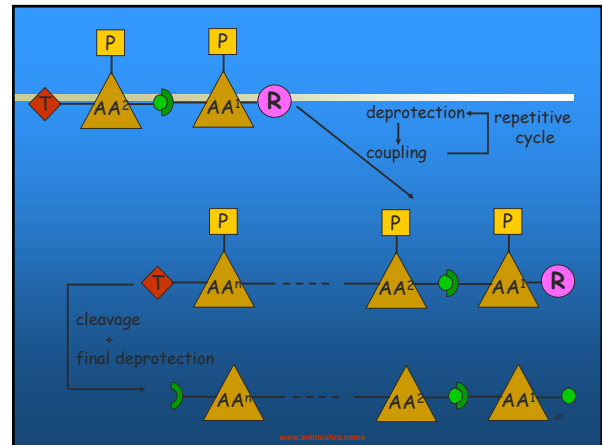 P
P
T
AA2
AA1
R
deprotection
repetitive
cycle
coupling
P
P
P
T
AAn
AA2
AA1
R
cleavage
+
final deprotection
AAn
AA2
AA1
www.anilmishra.name